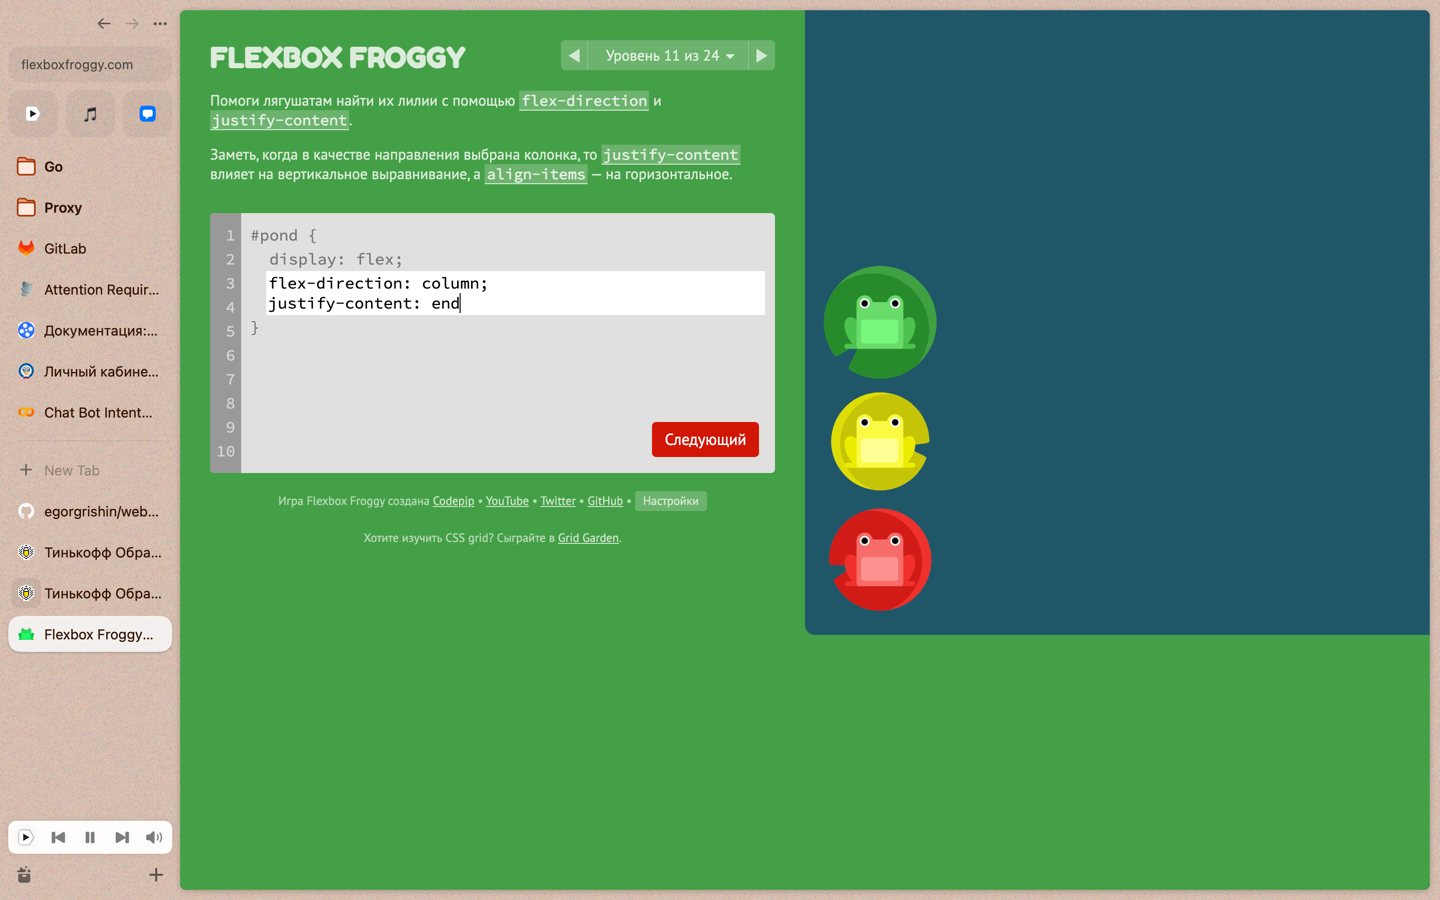 flexboxfroggy.com
Go
Proxy
GitLab
Attention Requir...
Документация:...
Личный кабине...
Chat Bot Intent...
New Tab
egorgrishin/web...
Тинькофф Обра...
Тинькофф Обра...
Flexbox Froggy...
FLEXBOX FROGGY
Уровень 11 из 24
Помоги лягушатам найти их лилии с помощью flex-direction и
justify-content.
Заметь, когда в качестве направления выбрана колонка, то justify-content
влияет на вертикальное выравнивание, а align-items — на горизонтальное.
1 #pond {
2 display: flex;
3 flex-direction: column;
4 justify-content: end
5 }
6
7
8
9
10
Следующий
Игра Flexbox Froggy создана Codepip • YouTube • Twitter • GitHub • Настройки
Хотите изучить CSS grid? Сыграйте в Grid Garden.